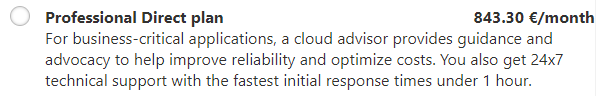 Professional Direct plan 843.30 €/month
For business-critical applications, a cloud advisor provides guidance and
advocacy to help improve reliability and optimize costs. You also get 24x7
technical support with the fastest initial response times under 1 hour.